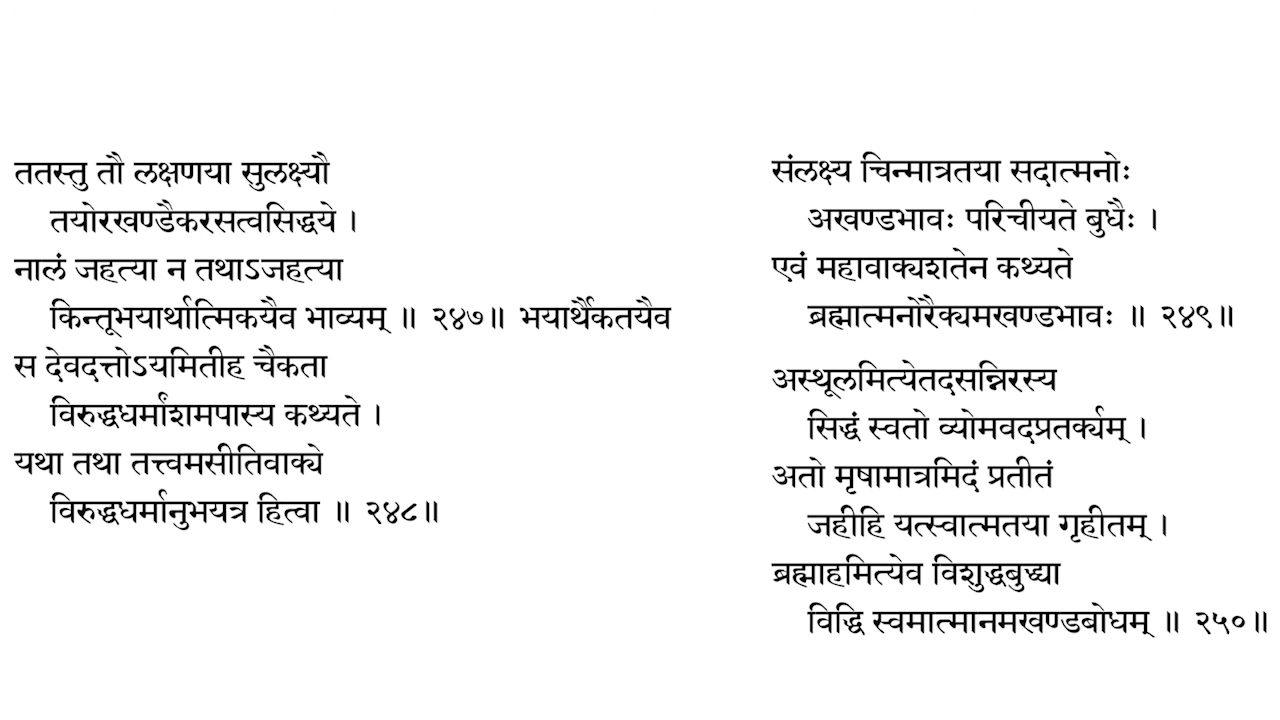 ततस्तु तौ लक्षणया सुलक्ष्यौ
तयोरखण्डैकरसत्वसिद्धये ।
नालं जहत्या न तथाऽजहत्या
किन्तूभयार्थात्मिकयैव भाव्यम् ॥ २४७॥ भयार्थैकतयैव
स देवदत्तोऽयमितीह चैकता
विरुद्धधर्मांशमपास्य कथ्यते ।
यथा तथा तत्त्वमसीतिवाक्ये
विरुद्धधर्मानुभयत्र हित्वा ॥ २४८॥
संलक्ष्य चिन्मात्रतया सदात्मनोः
अखण्डभावः परिचीयते बुधैः ।
एवं महावाक्यशतेन कथ्यते
ब्रह्मात्मनोरैक्यमखण्डभावः ॥ २४९॥
अस्थूलमित्येतदसन्निरस्य
सिद्धं स्वतो व्योमवदप्रतर्क्यम् ।
अतो मृषामात्रमिदं प्रतीतं
जहीहि यत्स्वात्मतया गृहीतम् ।
ब्रह्माहमित्येव विशुद्धबुद्ध्या
विद्धि स्वमात्मानमखण्डबोधम् ॥ २५०॥